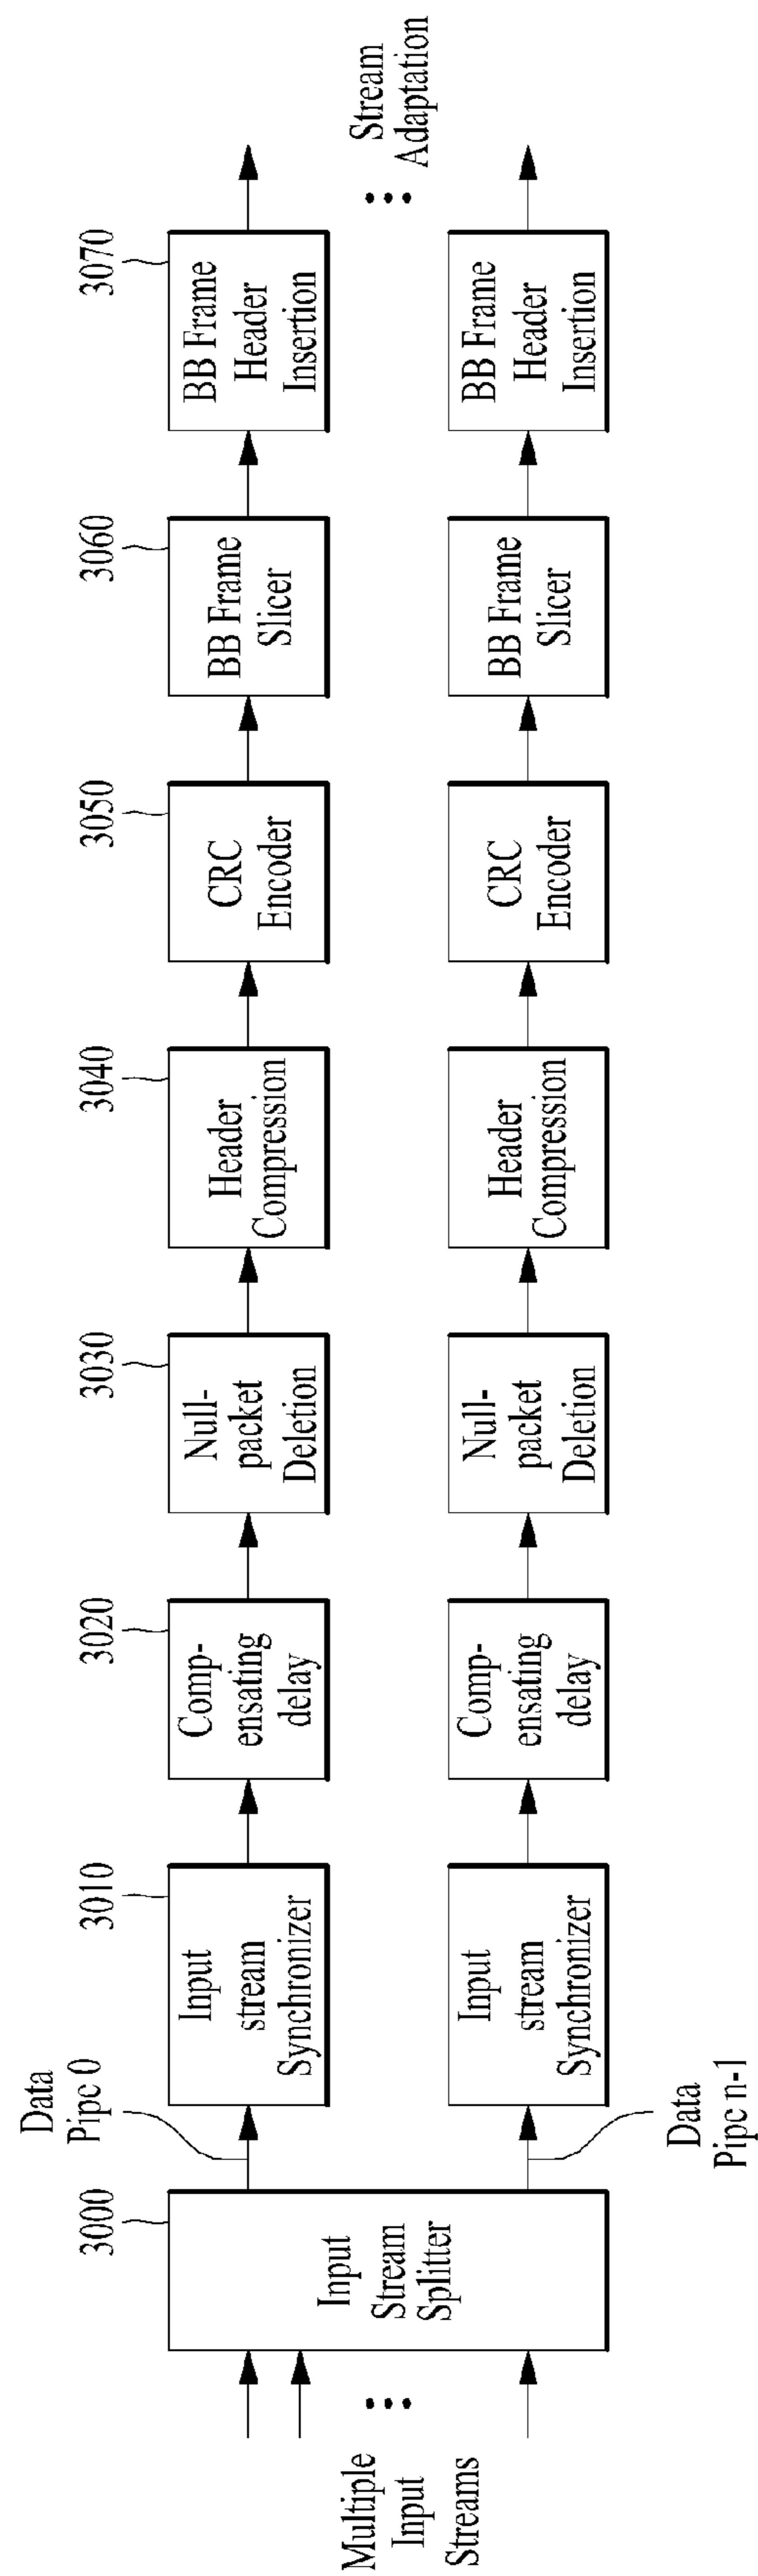 Multiple
Input
Streams
3000
Input
Stream
Splitter
Data
Pipc 0
3010
Input
stream
Synchronizer
3020
Comp-
ensating
delay
3030
Null-
packet
Deletion
3040
Header
Compression
3050
CRC
Encoder
3060
BB Frame
Slicer
3070
BB Frame
Header
Insertion
Stream
Adaptation
Data
Pipc n-1
Input
stream
Synchronizer
Comp-
ensating
delay
Null-
packet
Deletion
Header
Compression
CRC
Encoder
BB Frame
Slicer
BB Frame
Header
Insertion